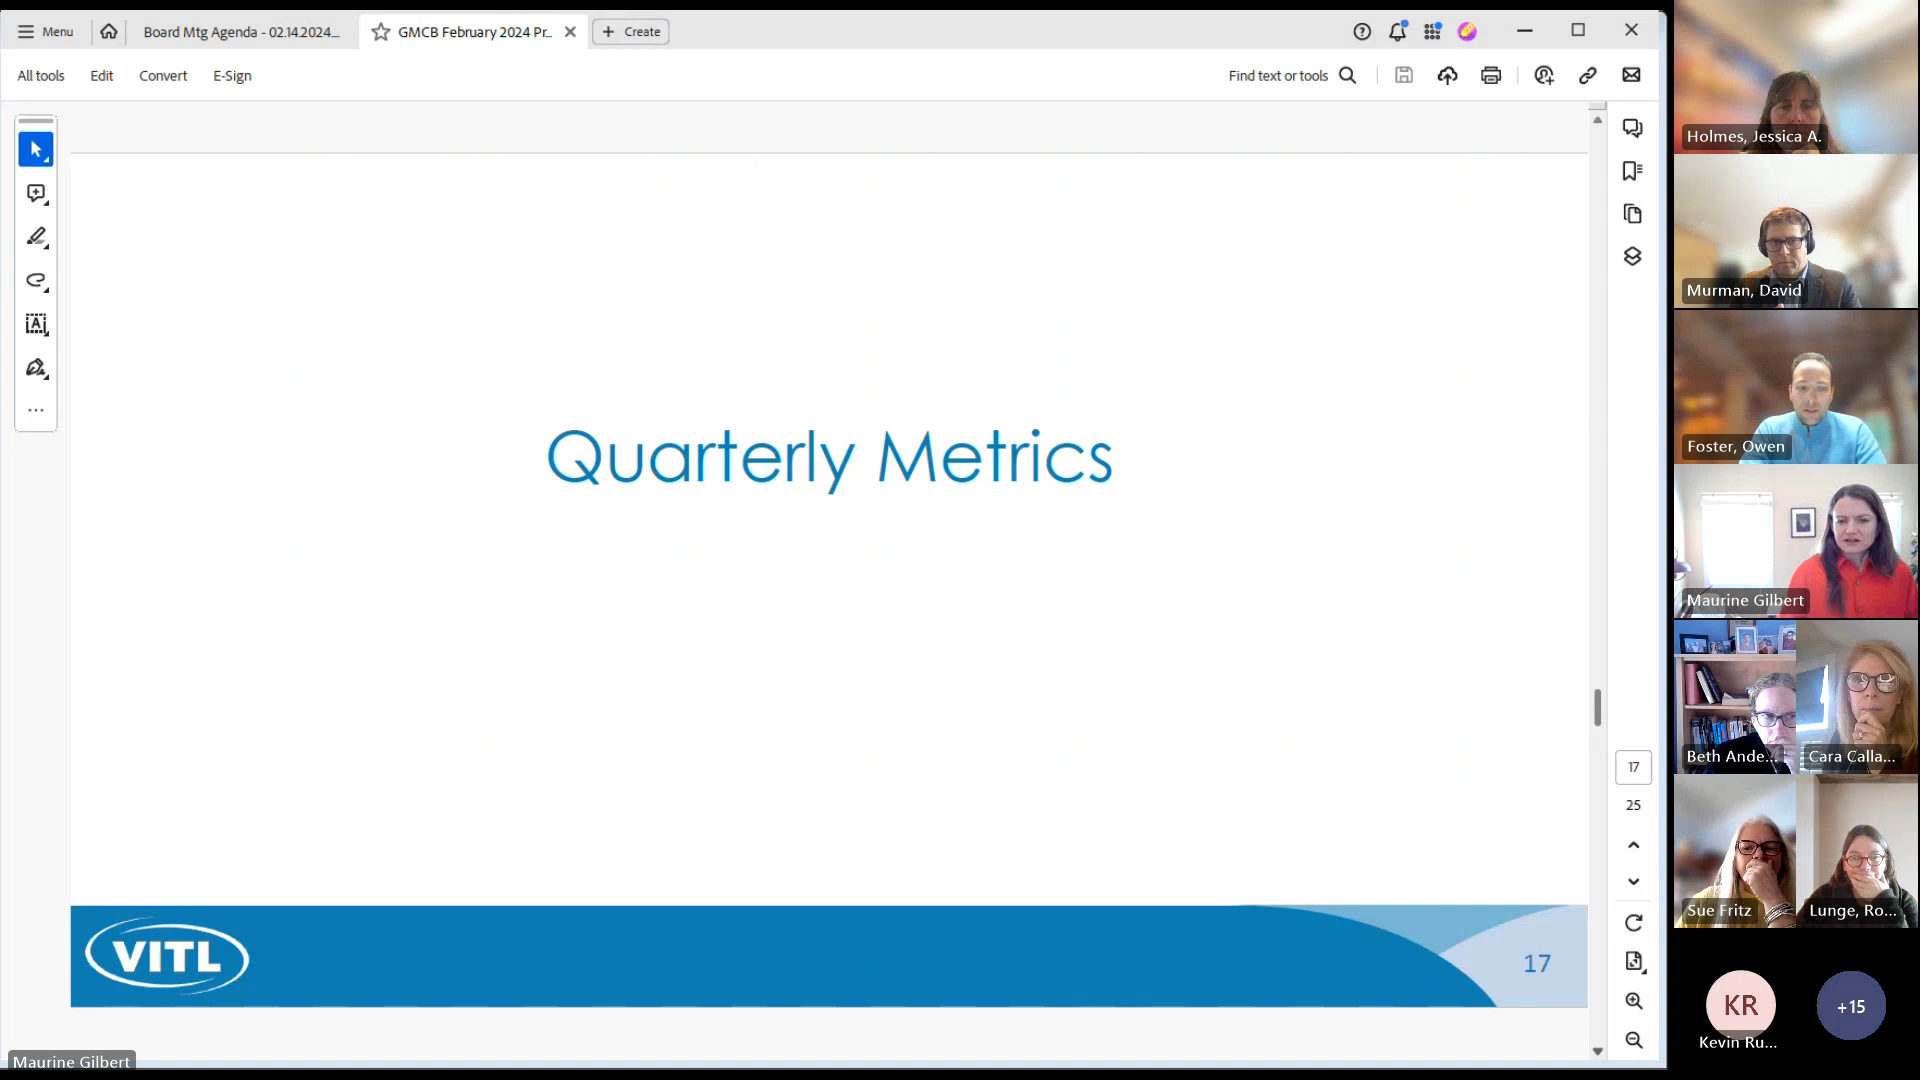 Menu
Board Mtg Agenda - 02.14.2024...
GMCB February 2024 Pr...
Create
All tools
Edit
Convert
E-Sign
Find text or tools
Quarterly Metrics
VITL
17
17
25
Maurine Gilbert
Holmes, Jessica A.
Murman, David
Foster, Owen
Maurine Gilbert
Beth Ande...
Cara Calla...
Sue Fritz
Lunge, Ro...
KR
Kevin Ru...
+15